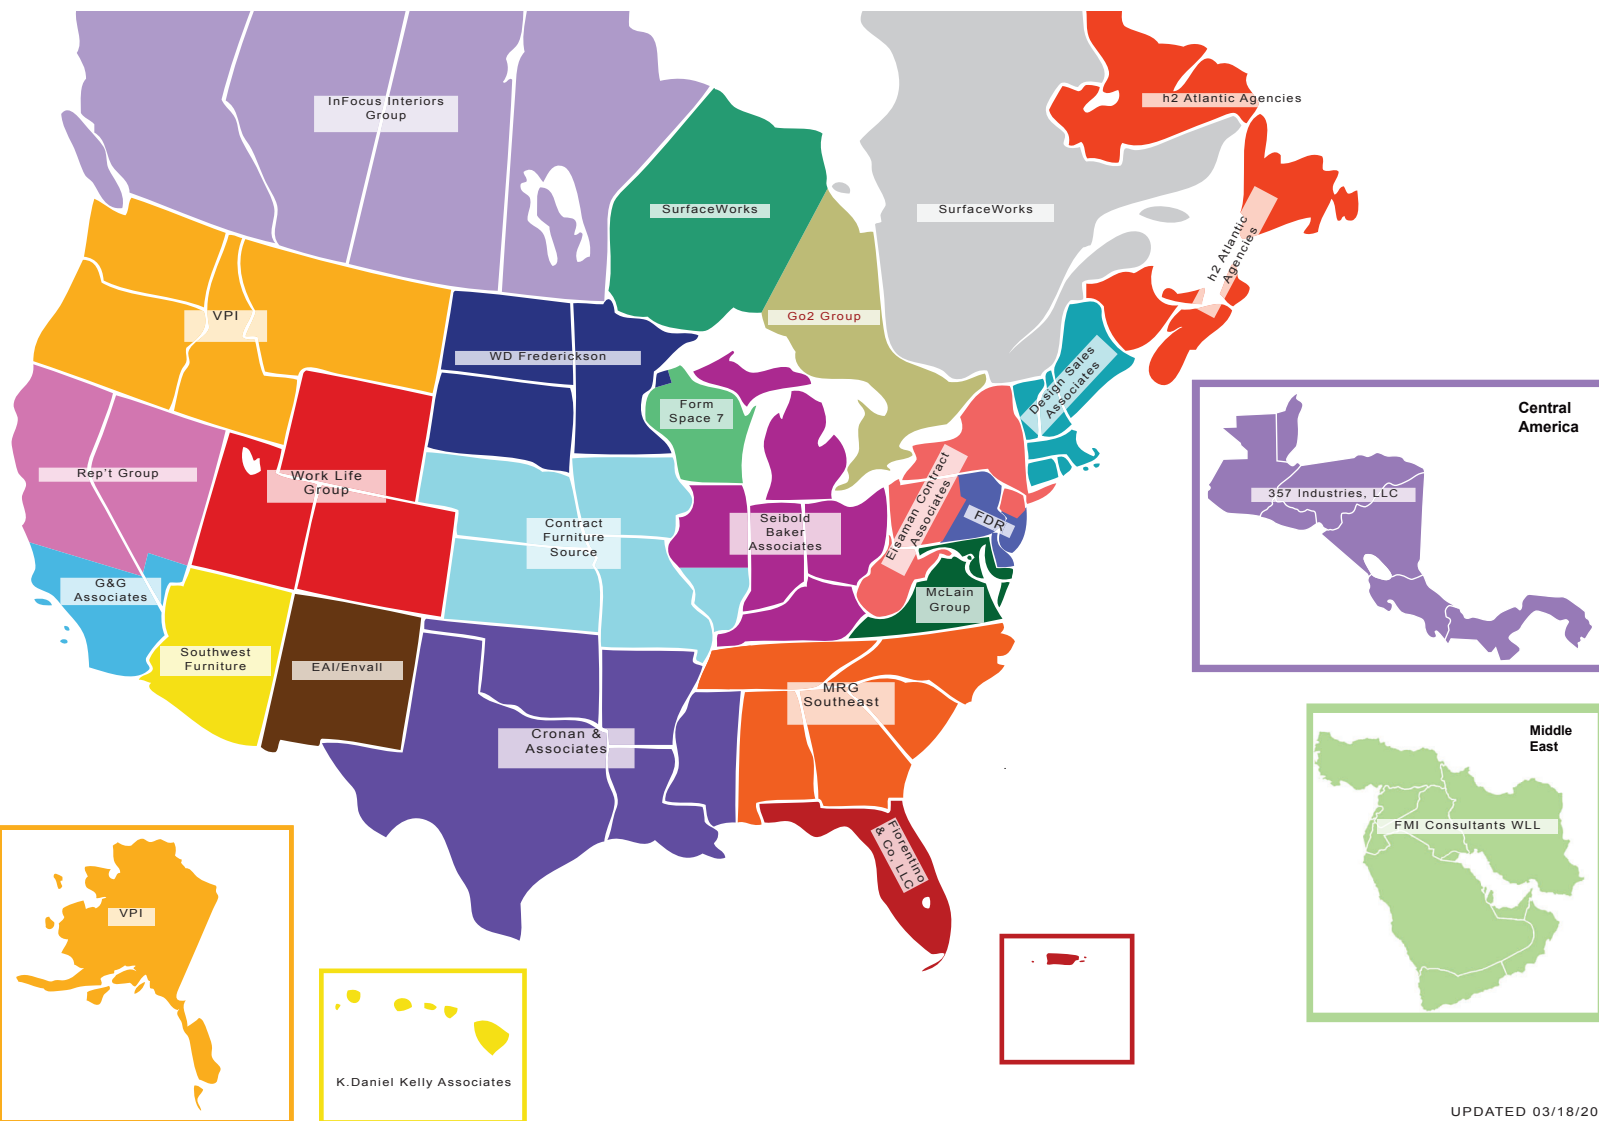 InFocus Interiors
Group
h2 Atlantic Agencies
SurfaceWorks
SurfaceWorks
h2 Atlantic
Agencies
VPI
Go2 Group
WD Frederickson
Design Sales
Associates
Form
Space 7
Central
America
Rep't Group
Work Life
Group
357 Industries, LLC
Eisaman Contract
Associates
FDR
Contract
Furniture
Source
Seibold
Baker
Associates
G&G
Associates
McLain
Group
Southwest
Furniture
EAI/Envall
MRG
Southeast
Cronan &
Associates
Middle
East
FMI Consultants WLL
Fiorentino
& Co, LLC
VPI
K.Daniel Kelly Associates
UPDATED 03/18/20